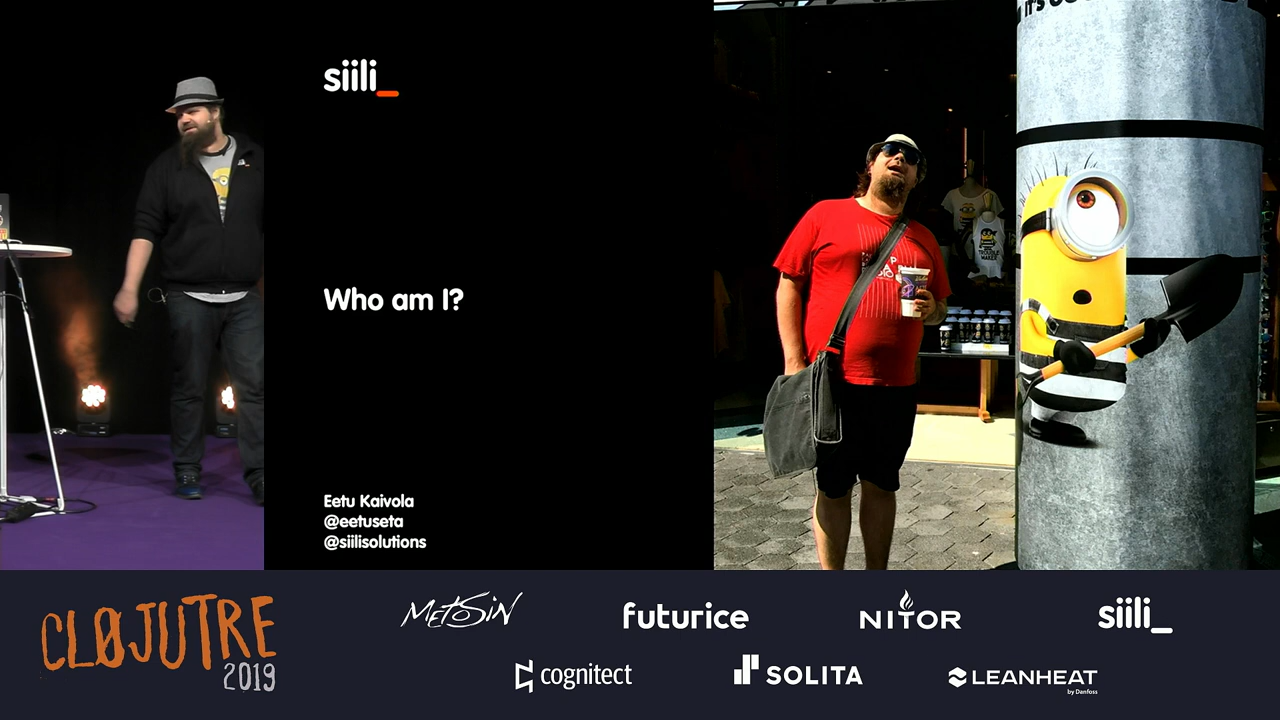 siili_
Who am I?
Eetu Kaivola
@eetuseta
@siilisolutions
CLØJUTRE
2019
METOSIN
futurice
NITOR
siili_
cognitect
SOLITA
LEANHEAT
by Danfoss